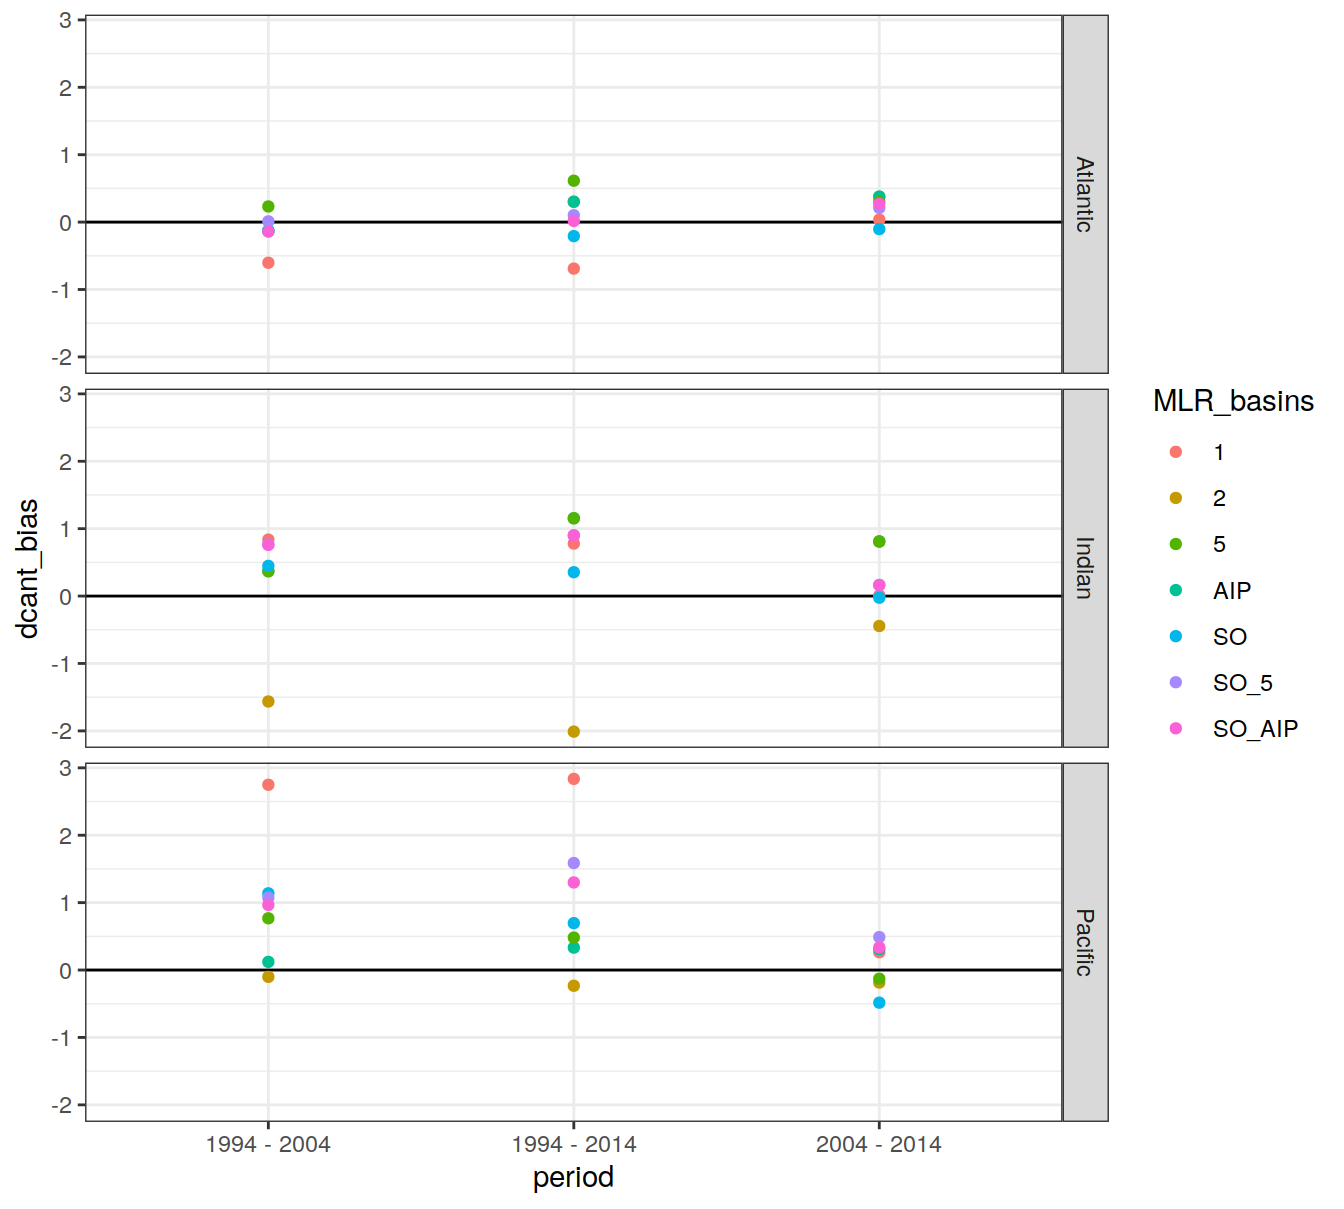 3
2
1
0
-1
-2
Atlantic
3
2
1
0
-1
-2
Indian
3
2
1
0
-1
-2
Pacific
dcant_bias
1994 - 2004
1994 - 2014
2004 - 2014
period
MLR_basins
1
2
5
AIP
SO
SO_5
SO_AIP